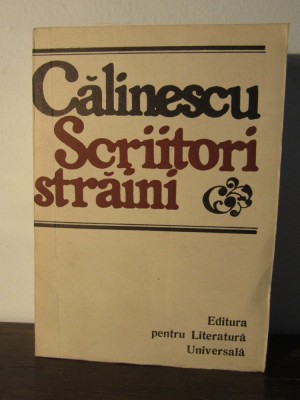 Călinescu
Scriitori
străini
Editura
pentru Literatură
Universală